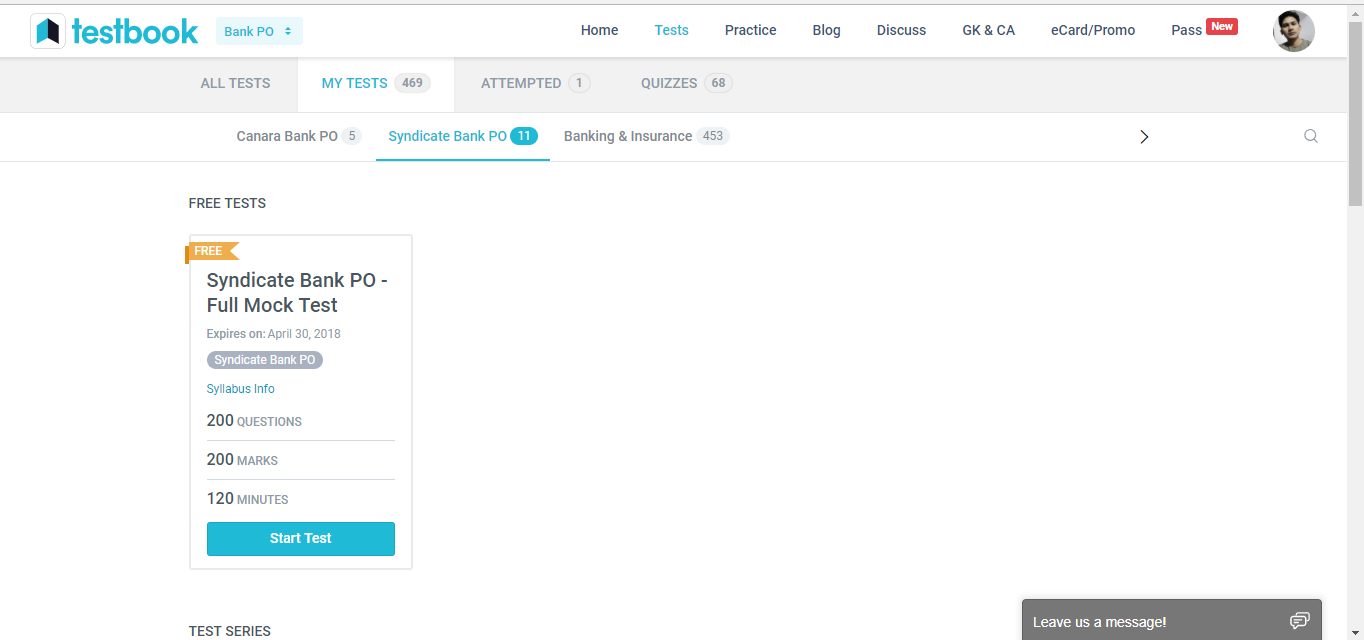 testbook
Bank PO
Home
Tests
Practice
Blog
Discuss
GK & CA
eCard/Promo
Pass New
ALL TESTS
MY TESTS 469
ATTEMPTED 1
QUIZZES 68
Canara Bank PO 5
Syndicate Bank PO 11
Banking & Insurance 453
FREE TESTS
FREE
Syndicate Bank PO -
Full Mock Test
Expires on: April 30, 2018
Syndicate Bank PO
Syllabus Info
200 QUESTIONS
200 MARKS
120 MINUTES
Start Test
TEST SERIES
Leave us a message!